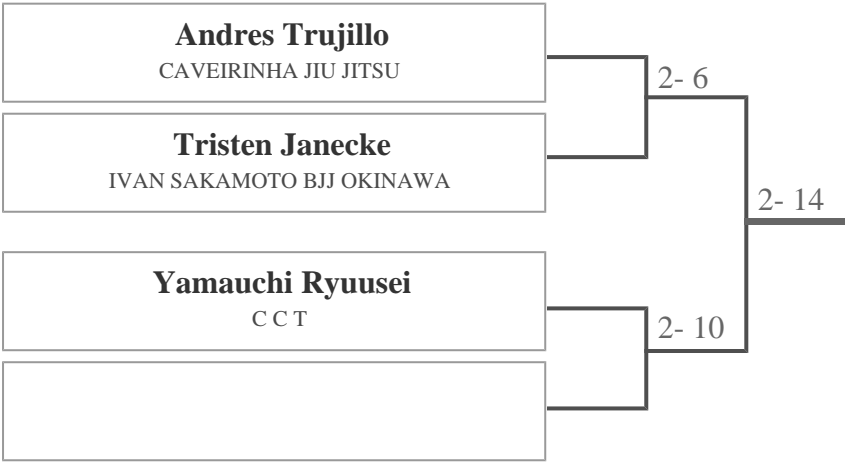 Andres Trujillo
CAVEIRINHA JIU JITSU
2- 6
Tristen Janecke
IVAN SAKAMOTO BJJ OKINAWA
2- 14
Yamauchi Ryuusei
C C T
2- 10